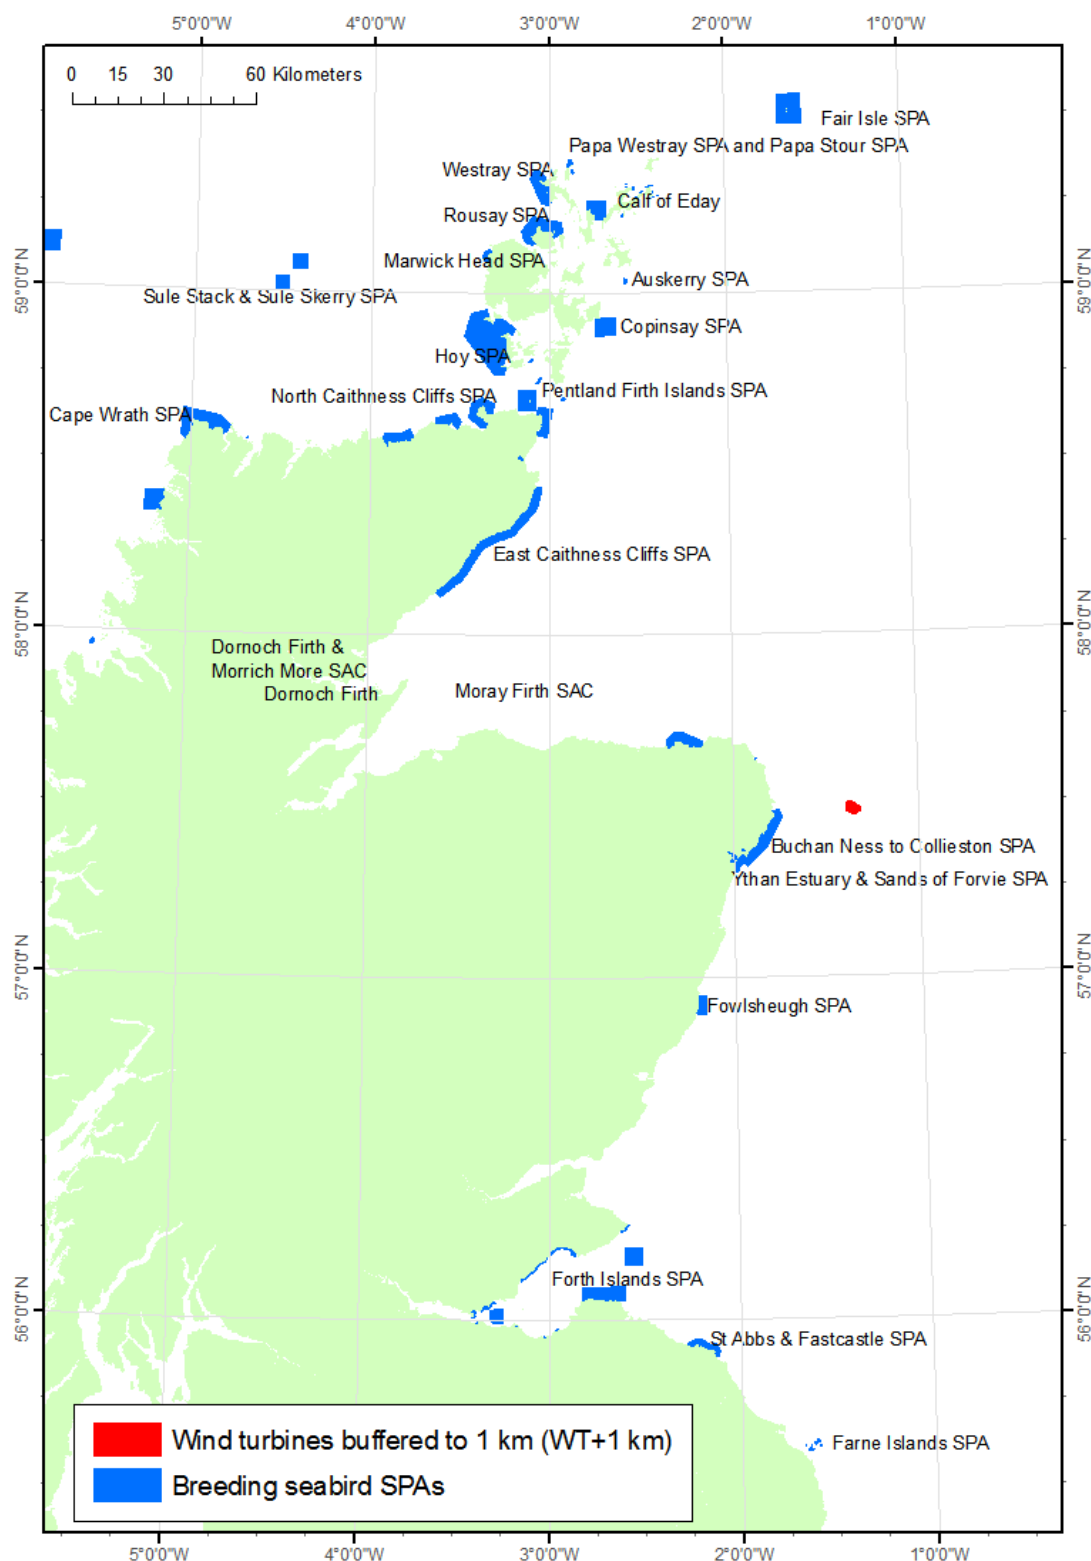 5°0'0"W 4°0'0"W 3°0'0"W 2°0'0"W 1°0'0"W
0 15 30 60 Kilometers
Fair Isle SPA
Papa Westray SPA and Papa Stour SPA
Westray SPA
Calf of Eday
Rousay SPA
Marwick Head SPA
59°0'0"N
Auskerry SPA
59°0'0"N
Sule Stack & Sule Skerry SPA
Copinsay SPA
Hoy SPA
Pentland Firth Islands SPA
North Caithness Cliffs SPA
Cape Wrath SPA
East Caithness Cliffs SPA
58°0'0"N
58°0'0"N
Dornoch Firth &
Morrich More SAC
Dornoch Firth
Moray Firth SAC
Buchan Ness to Collieston SPA
Ythan Estuary & Sands of Forvie SPA
57°0'0"N
57°0'0"N
Fowlsheugh SPA
Forth Islands SPA
56°0'0"N
56°0'0"N
St Abbs & Fastcastle SPA
Wind turbines buffered to 1 km (WT+1 km)
Farne Islands SPA
Breeding seabird SPAs
5°0'0"W 4°0'0"W 3°0'0"W 2°0'0"W 1°0'0"W